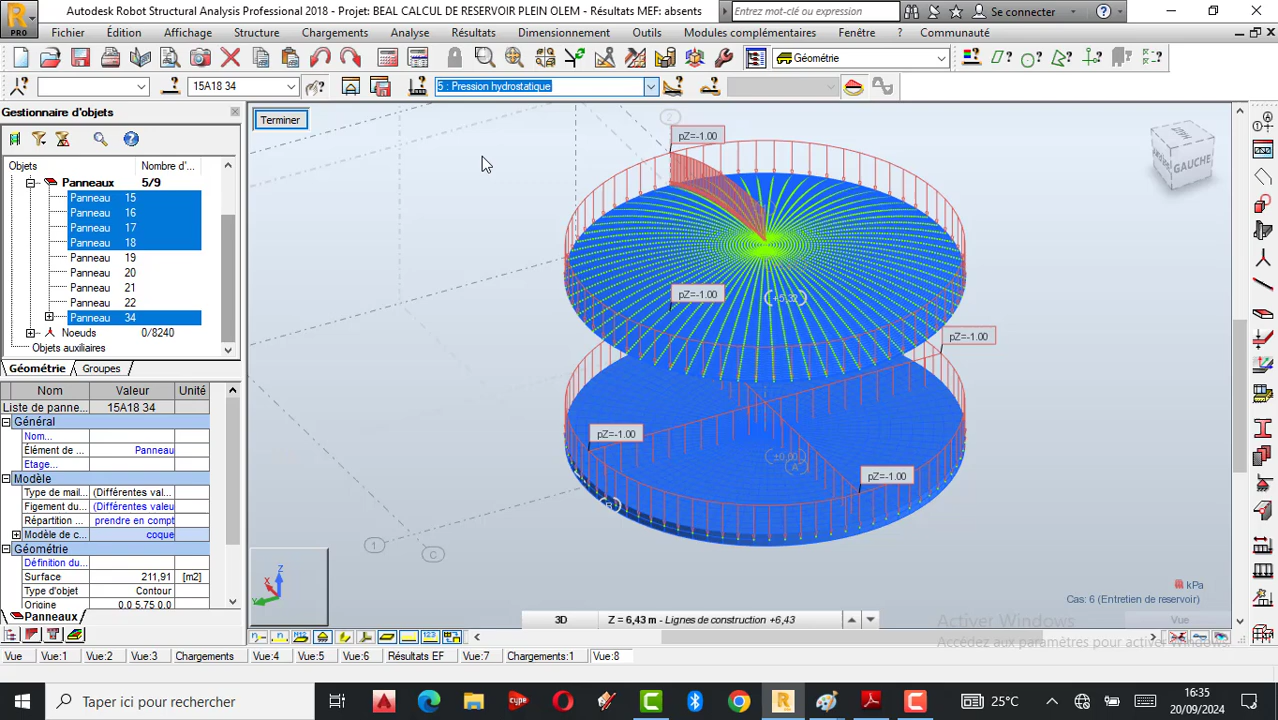 Autodesk Robot Structural Analysis Professional 2018 - Projet: BEAL CALCUL DE RESERVOIR PLEIN OLEM - Résultats MEF: absents
Entrez mot-clé ou expression
Se connecter
PRO
Fichier Édition Affichage Structure Chargements Analyse Résultats Dimensionnement Outils Modules complémentaires Fenêtre ? Communauté
Géométrie
15A18 34
5 : Pression hydrostatique
Gestionnaire d'objets
Objets Nombre d'...
Panneaux 5/9
Panneau 15
Panneau 16
Panneau 17
Panneau 18
Panneau 19
Panneau 20
Panneau 21
Panneau 22
Panneau 34
Noeuds 0/8240
Objets auxiliaires
Géométrie Groupes
Nom Valeur Unité
Liste de panne... 15A18 34
Général
Nom...
Élément de ... Panneau
Etage...
Modèle
Type de mail... (Différentes val...
Figement du... (Différentes val...
Répartition ... prendre en compt
Modèle de c... coque
Géométrie
Définition du...
Surface 211,91 [m2]
Type d'objet Contour
Origine 0.0 5.75 0.0
Panneaux
Terminer
2
pZ=-1.00
GAUCHE
pZ=-1.00
+5,32
pZ=-1.00
pZ=-1.00
±0,00
A
pZ=-1.00
B
1
C
Z
X
Y
kPa
Cas: 6 (Entretien de reservoir)
3D Z = 6,43 m - Lignes de construction +6,43
Vue
Activer Windows
Accédez aux paramètres pour activer Windows.
Vue Vue:1 Vue:2 Vue:3 Chargements Vue:4 Vue:5 Vue:6 Résultats EF Vue:7 Chargements:1 Vue:8
Taper ici pour rechercher
cype
25°C
16:35
20/09/2024